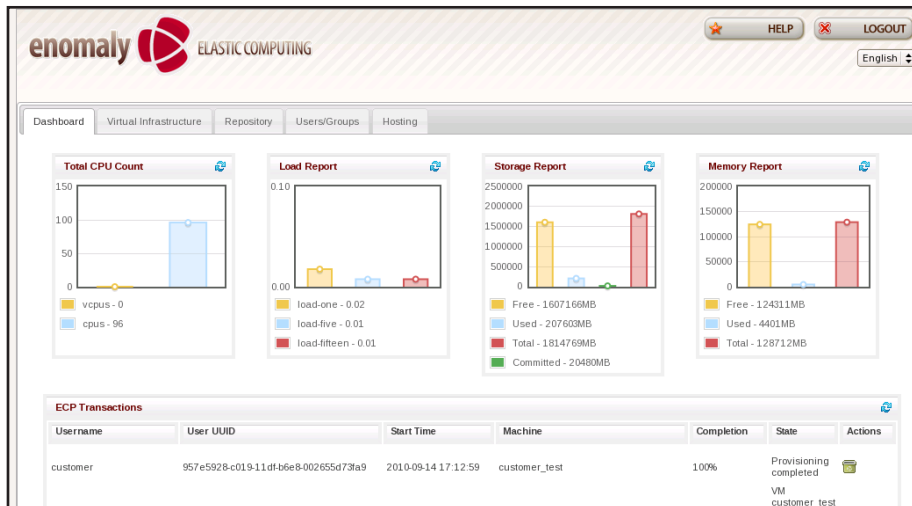 enomaly ELASTIC COMPUTING
HELP
LOGOUT
English
Dashboard Virtual Infrastructure Repository Users/Groups Hosting
Total CPU Count
150
100
50
0
vcpus - 0
cpus - 96
Load Report
0.10
0.00
load-one - 0.02
load-five - 0.01
load-fifteen - 0.01
Storage Report
2500000
2000000
1500000
1000000
500000
0
Free - 1607166MB
Used - 207603MB
Total - 1814769MB
Committed - 20480MB
Memory Report
200000
150000
100000
50000
0
Free - 124311MB
Used - 4401MB
Total - 128712MB
ECP Transactions
Username User UUID Start Time Machine Completion State Actions
customer 957e5928-c019-11df-b6e8-002655d73fa9 2010-09-14 17:12:59 customer_test 100% Provisioning
completed
VM
customer_test